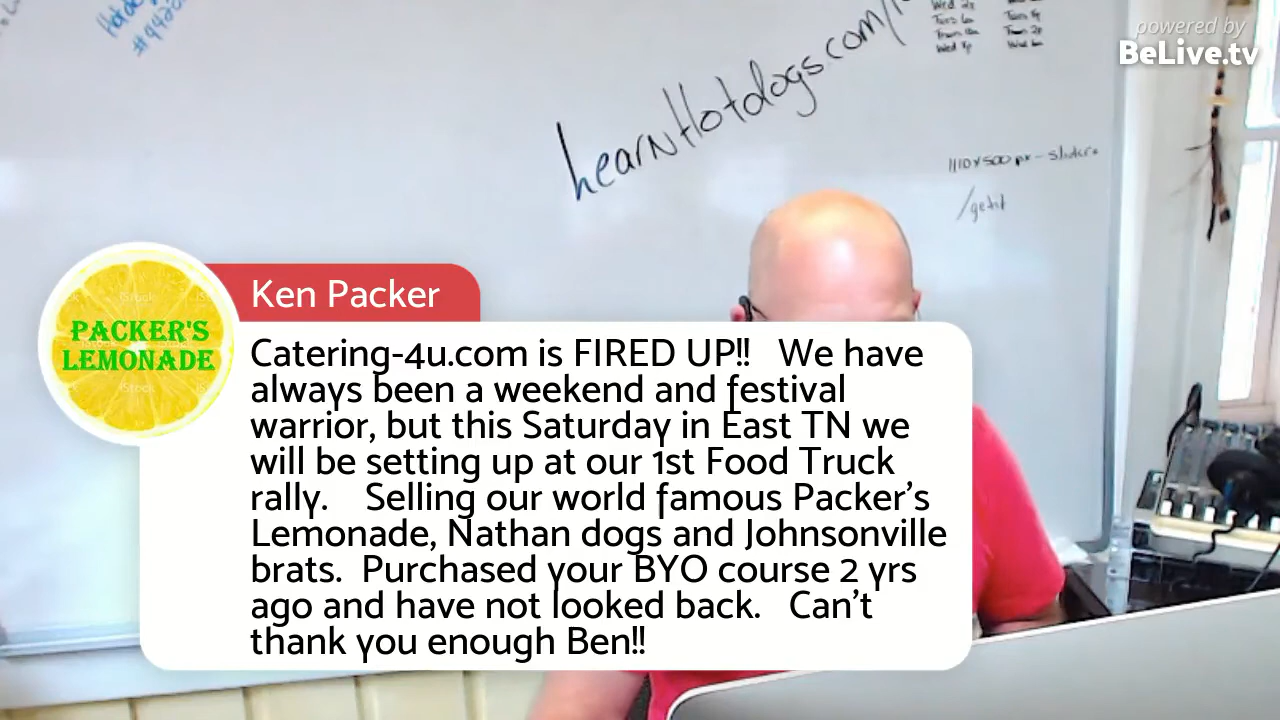 powered by
BeLive.tv
learnHotdogs.com/
1110x500 px - sliders
/getit
Ken Packer
PACKER'S
LEMONADE
Catering-4u.com is FIRED UP!!   We have
always been a weekend and festival
warrior, but this Saturday in East TN we
will be setting up at our 1st Food Truck
rally.    Selling our world famous Packer's
Lemonade, Nathan dogs and Johnsonville
brats.  Purchased your BYO course 2 yrs
ago and have not looked back.   Can't
thank you enough Ben!!